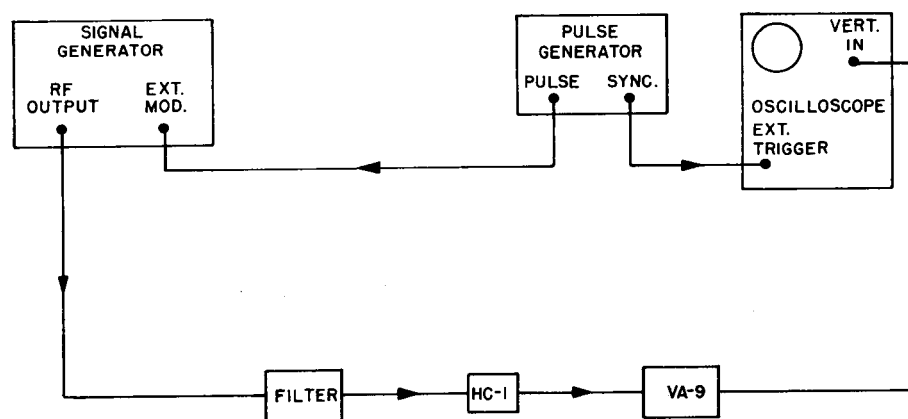 SIGNAL
GENERATOR
RF
OUTPUT
EXT.
MOD.
PULSE
GENERATOR
PULSE
SYNC.
VERT.
IN
OSCILLOSCOPE
EXT.
TRIGGER
FILTER
HC-1
VA-9